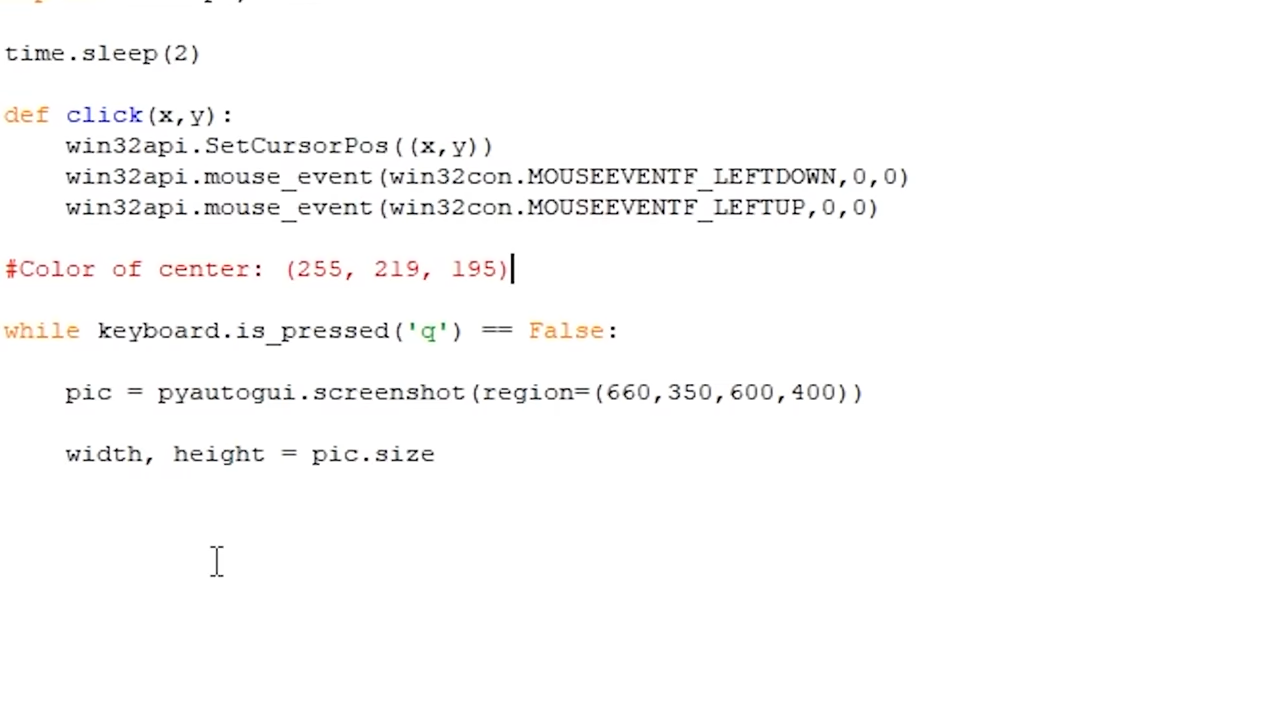 time.sleep(2)
def click(x,y):
win32api.SetCursorPos((x,y))
win32api.mouse_event(win32con.MOUSEEVENTF_LEFTDOWN,0,0)
win32api.mouse_event(win32con.MOUSEEVENTF_LEFTUP,0,0)
#Color of center: (255, 219, 195)
while keyboard.is_pressed('q') == False:
pic = pyautogui.screenshot(region=(660,350,600,400))
width, height = pic.size